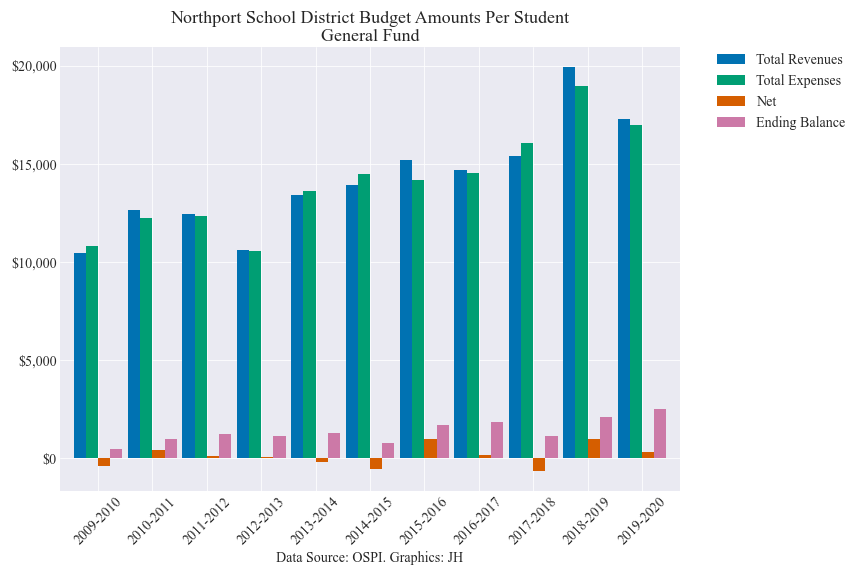 Northport School District Budget Amounts Per Student
General Fund
$20,000
$15,000
$10,000
$5,000
$0
2009-2010
2010-2011
2011-2012
2012-2013
2013-2014
2014-2015
2015-2016
2016-2017
2017-2018
2018-2019
2019-2020
Data Source: OSPI. Graphics: JH
Total Revenues
Total Expenses
Net
Ending Balance